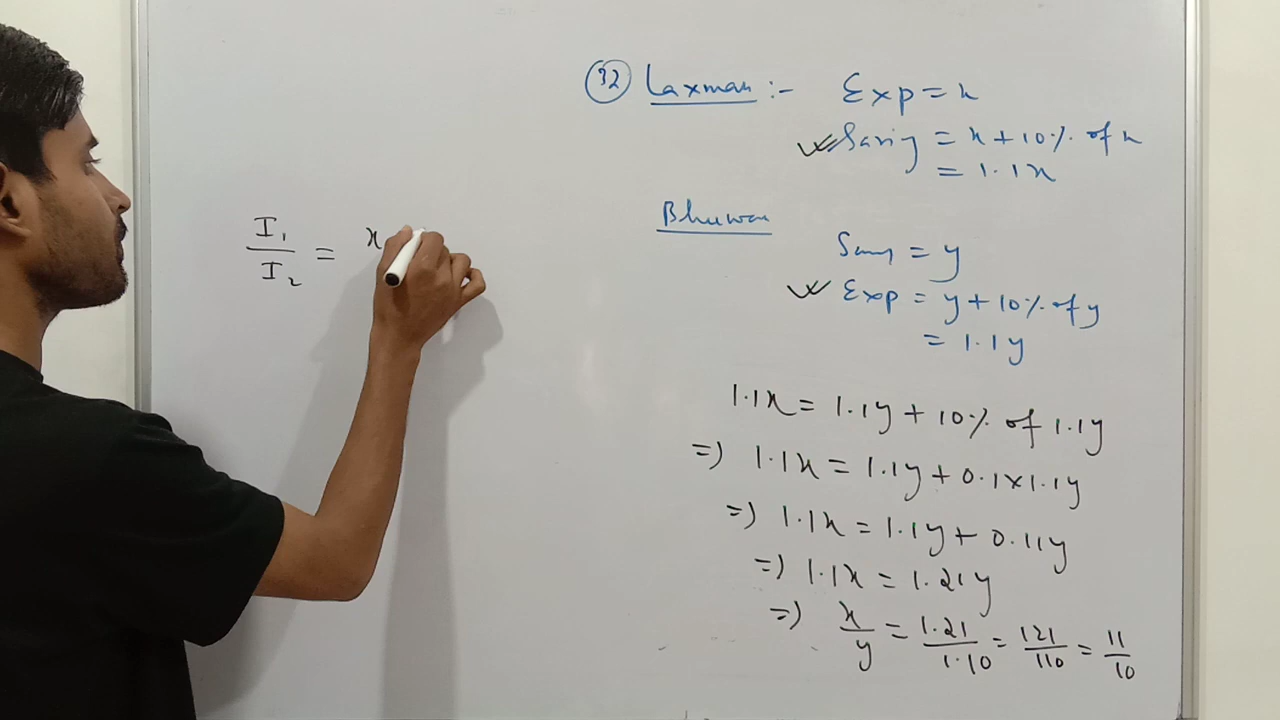 32 Laxman :- Exp = x
Saving = x + 10% of x
= 1.1x
Bhuwan
Saving = y
Exp = y + 10% of y
= 1.1y
1.1x = 1.1y + 10% of 1.1y
=) 1.1x = 1.1y + 0.1x1.1y
=) 1.1x = 1.1y + 0.11y
=) 1.1x = 1.21y
=) x/y = 1.21/1.10 = 121/110 = 11/10
I₁/I₂ = x